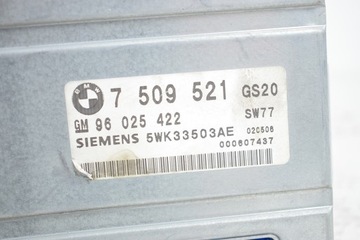 BMW
7 509 521 GS20
GM 96 025 422 SW77
SIEMENS 5WK33503AE 020508
000607437